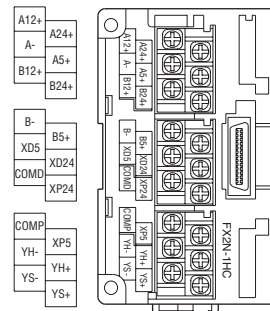 A12+
A24+
A-
A5+
B12+
B24+
B-
B5+
XD5
XD24
COMD
XP24
COMP
XP5
YH-
YH+
YS-
YS+
A12+
A24+
A-
A5+
B12+
B24+
B-
B5+
XD5
XD24
COMD
XP24
COMP
XP5
YH-
YH+
YS-
YS+
FX2N-1HC